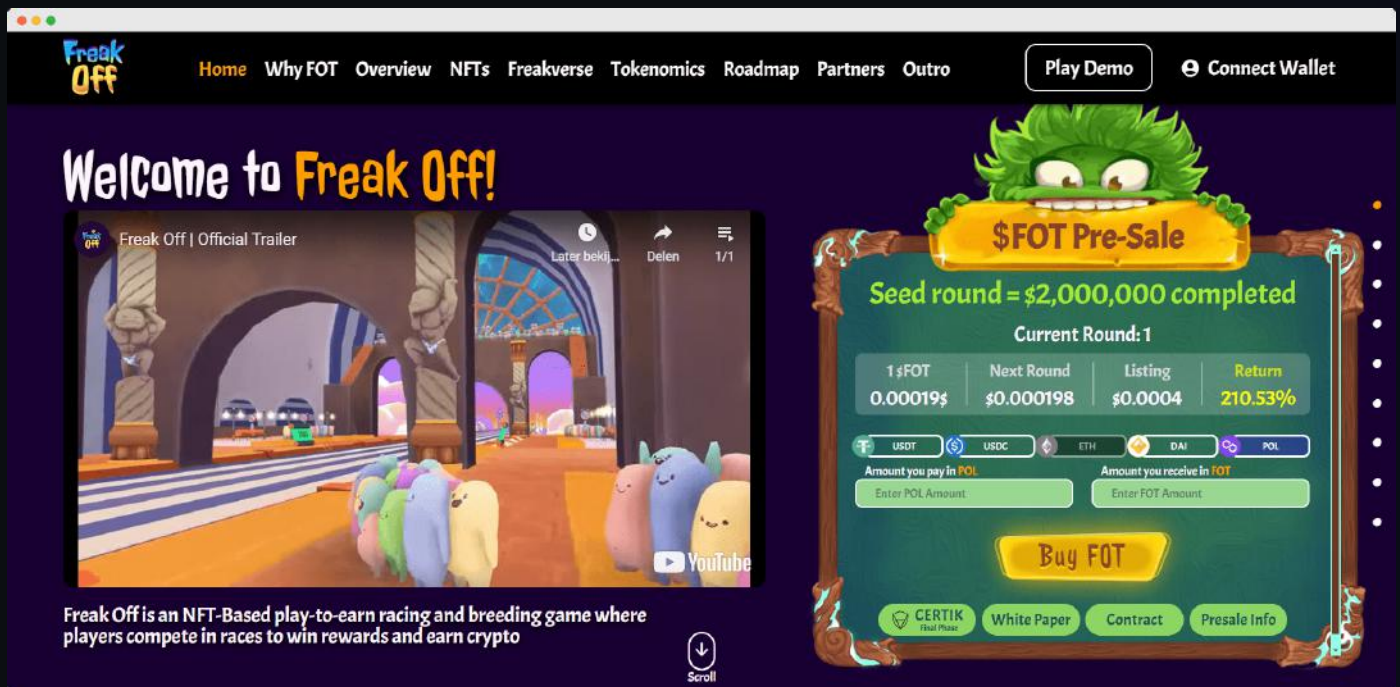 Freak
Off
Home Why FOT Overview NFTs Freakverse Tokenomics Roadmap Partners Outro
Play Demo
Connect Wallet
Welcome to Freak Off!
Freak Off
Freak Off | Official Trailer
Later bekij...
Delen
1/1
YouTube
Freak Off is an NFT-Based play-to-earn racing and breeding game where
players compete in races to win rewards and earn crypto
Scroll
$FOT Pre-Sale
Seed round = $2,000,000 completed
Current Round: 1
1 $FOT Next Round Listing Return
0.00019$ $0.000198 $0.0004 210.53%
USDT USDC ETH DAI POL
Amount you pay in POL Amount you receive in FOT
Enter POL Amount Enter FOT Amount
Buy FOT
CERTIK
Final Phase
White Paper Contract Presale Info